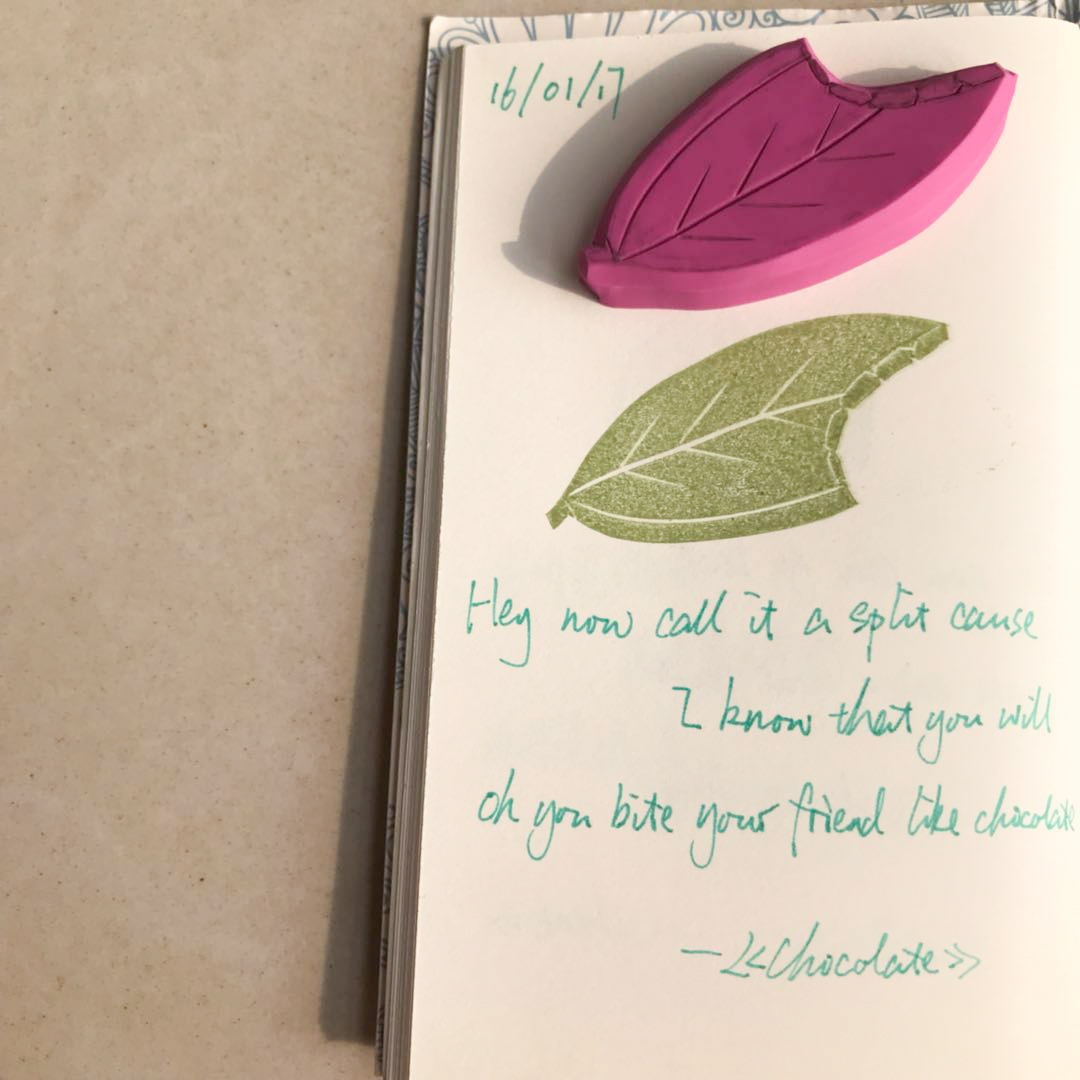 16/01/17
Hey now call it a split cause
I know that you will
oh you bite your friend like chocolate
—《Chocolate》